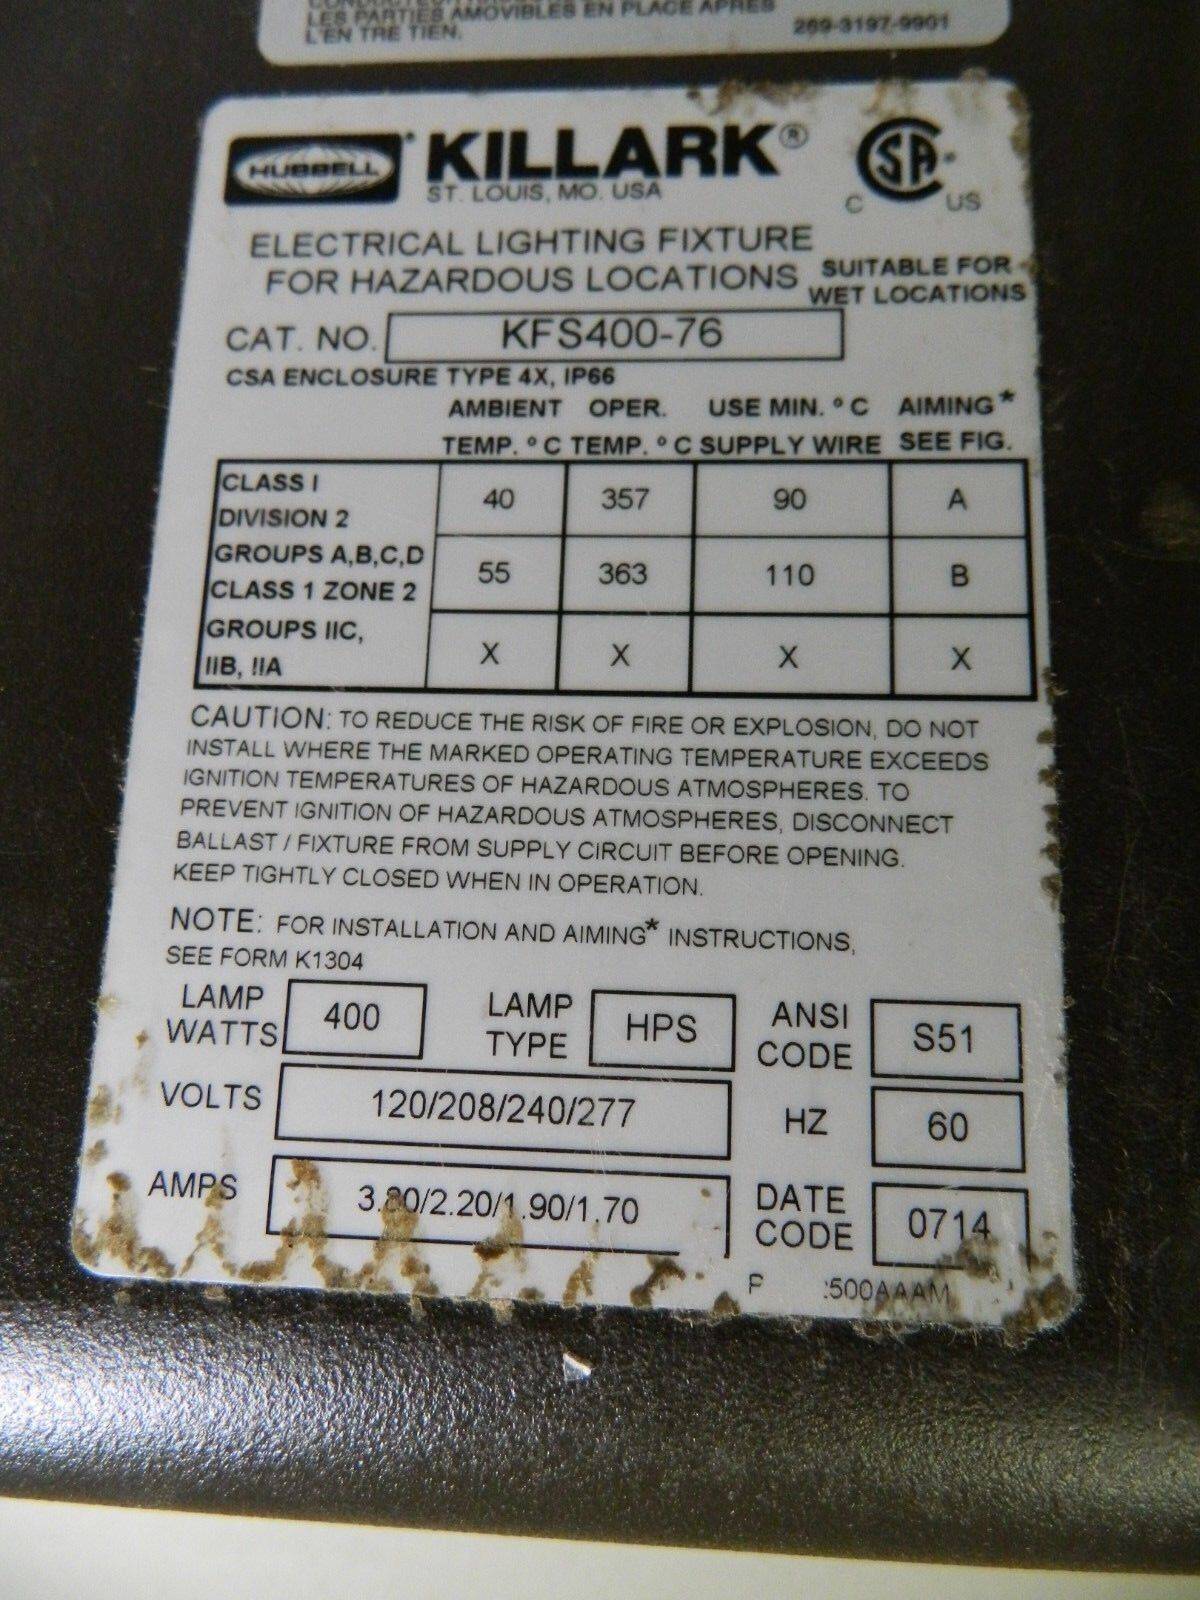 LES PARTIES AMOVIBLES EN PLACE APRES
L'EN TRE TIEN.
269-3197-9901
HUBBELL
KILLARK®
ST. LOUIS, MO. USA
CSA®
C US
ELECTRICAL LIGHTING FIXTURE
FOR HAZARDOUS LOCATIONS
SUITABLE FOR
WET LOCATIONS
CAT. NO. KFS400-76
CSA ENCLOSURE TYPE 4X, IP66
AMBIENT OPER. USE MIN. °C AIMING*
TEMP. °C TEMP. °C SUPPLY WIRE SEE FIG.
CLASS I
DIVISION 2
GROUPS A,B,C,D
CLASS 1 ZONE 2
GROUPS IIC,
IIB, IIA
40 357 90 A
55 363 110 B
X X X X
CAUTION: TO REDUCE THE RISK OF FIRE OR EXPLOSION, DO NOT
INSTALL WHERE THE MARKED OPERATING TEMPERATURE EXCEEDS
IGNITION TEMPERATURES OF HAZARDOUS ATMOSPHERES. TO
PREVENT IGNITION OF HAZARDOUS ATMOSPHERES, DISCONNECT
BALLAST / FIXTURE FROM SUPPLY CIRCUIT BEFORE OPENING.
KEEP TIGHTLY CLOSED WHEN IN OPERATION.
NOTE: FOR INSTALLATION AND AIMING* INSTRUCTIONS,
SEE FORM K1304
LAMP WATTS 400
LAMP TYPE HPS
ANSI CODE S51
VOLTS 120/208/240/277
HZ 60
AMPS 3.80/2.20/1.90/1.70
DATE CODE 0714
P 500AAAM